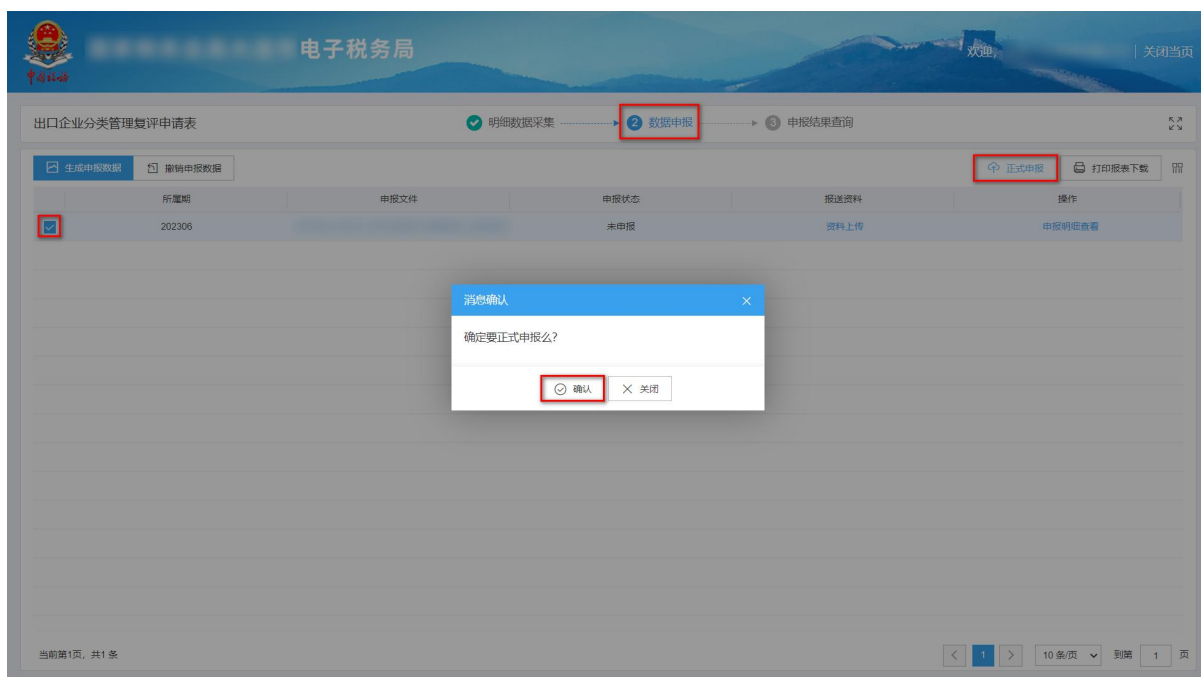 中国税务
电子税务局
欢迎,
关闭当页
出口企业分类管理复评申请表
明细数据采集
2 数据申报
3 申报结果查询
生成申报数据
撤销申报数据
正式申报
打印报表下载
所属期
申报文件
申报状态
报送资料
操作
202306
未申报
资料上传
申报明细查看
消息确认
确定要正式申报么?
确认
关闭
当前第1页, 共1 条
1
10 条/页
到第 1 页